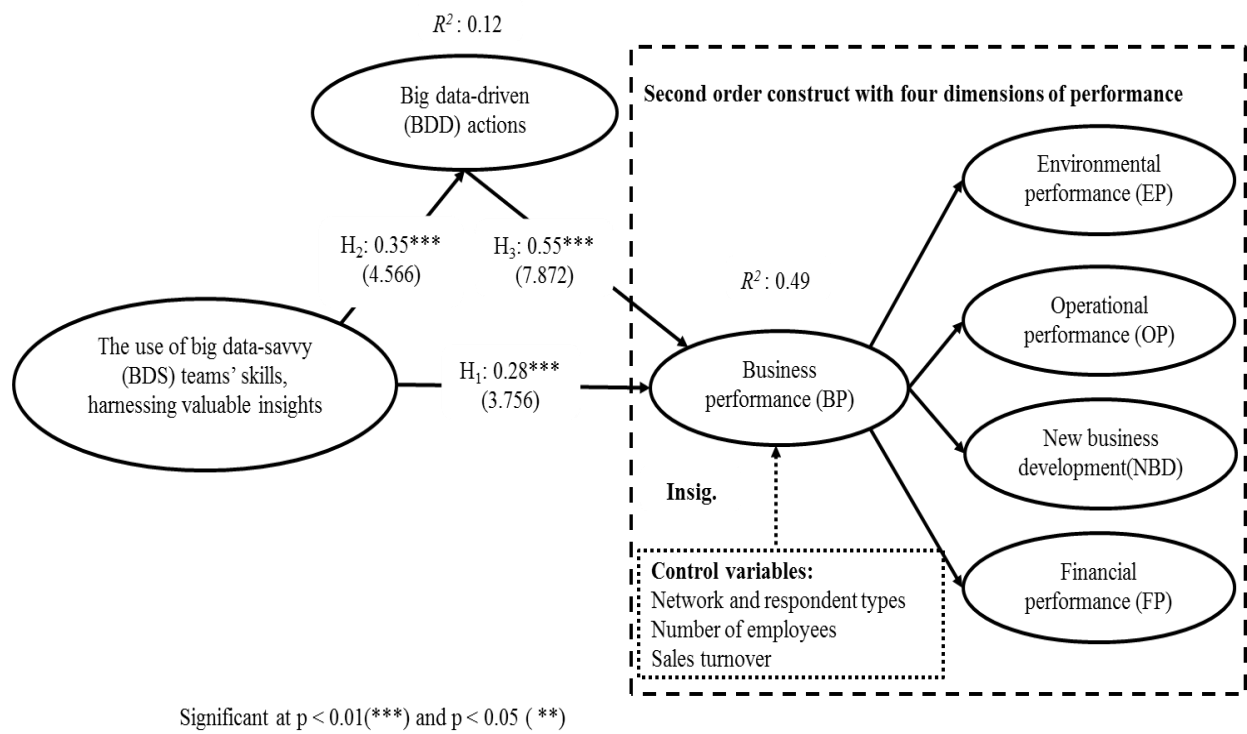 R² : 0.12
Big data-driven
(BDD) actions
Second order construct with four dimensions of performance
Environmental
performance (EP)
H₂: 0.35***
(4.566)
H₃: 0.55***
(7.872)
R² : 0.49
Operational
performance (OP)
The use of big data-savvy
(BDS) teams’ skills,
harnessing valuable insights
H₁: 0.28***
(3.756)
Business
performance (BP)
New business
development(NBD)
Insig.
Control variables:
Network and respondent types
Number of employees
Sales turnover
Financial
performance (FP)
Significant at p < 0.01(***) and p < 0.05 ( **)